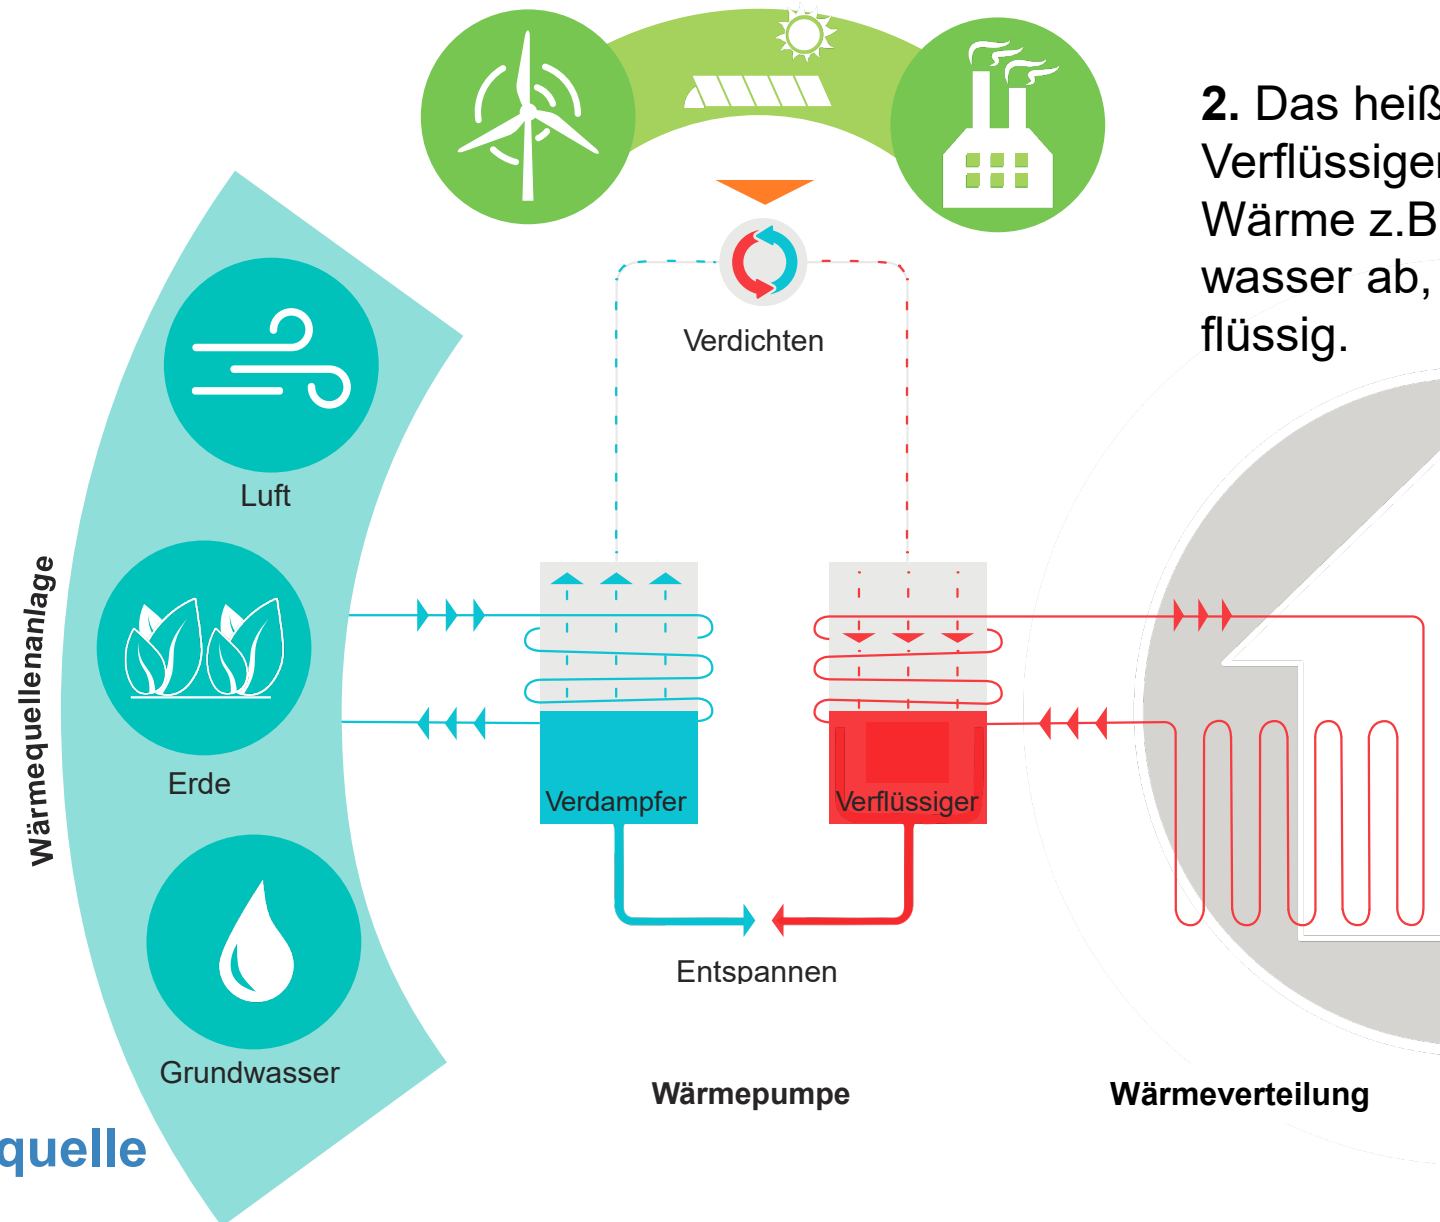 2. Das heiß
Verflüssiger
Wärme z.B
wasser ab,
flüssig.
Verdichten
Luft
Wärmequellenanlage
Erde
Verdampfer
Verflüssiger
Entspannen
Grundwasser
Wärmepumpe
Wärmeverteilung
quelle